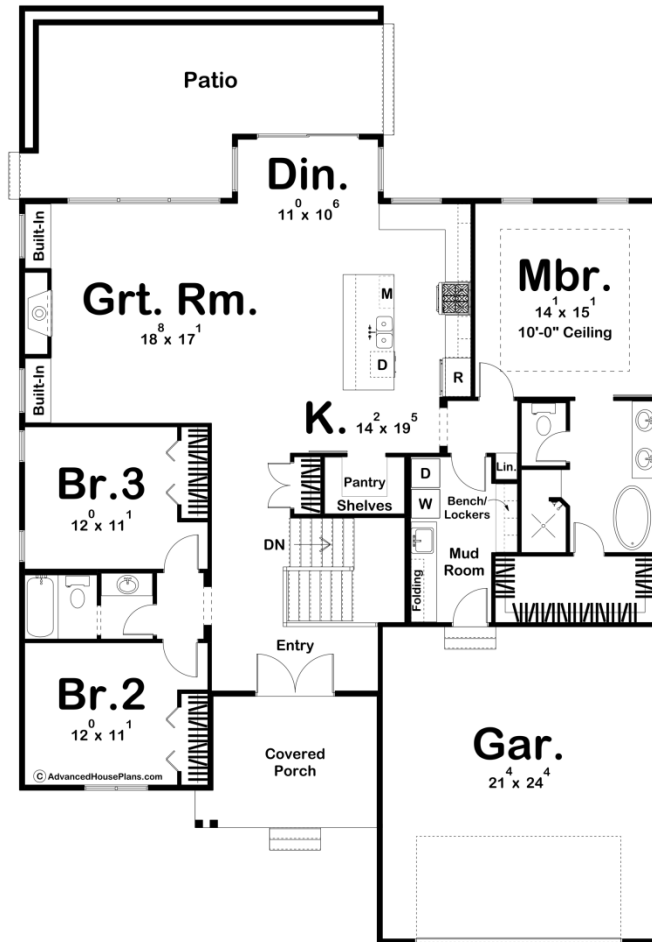 Patio
Din.
11⁰ x 10⁶
Built-In
Grt. Rm.
18⁸ x 17¹
Built-In
M
D
R
K. 14² x 19⁵
Mbr.
14¹ x 15¹
10'-0" Ceiling
Br.3
12⁰ x 11¹
Pantry
Shelves
D
W
Lin.
Bench/
Lockers
Mud
Room
Folding
DN
Entry
Br.2
12⁰ x 11¹
© AdvancedHousePlans.com
Covered
Porch
Gar.
21⁴ x 24⁴